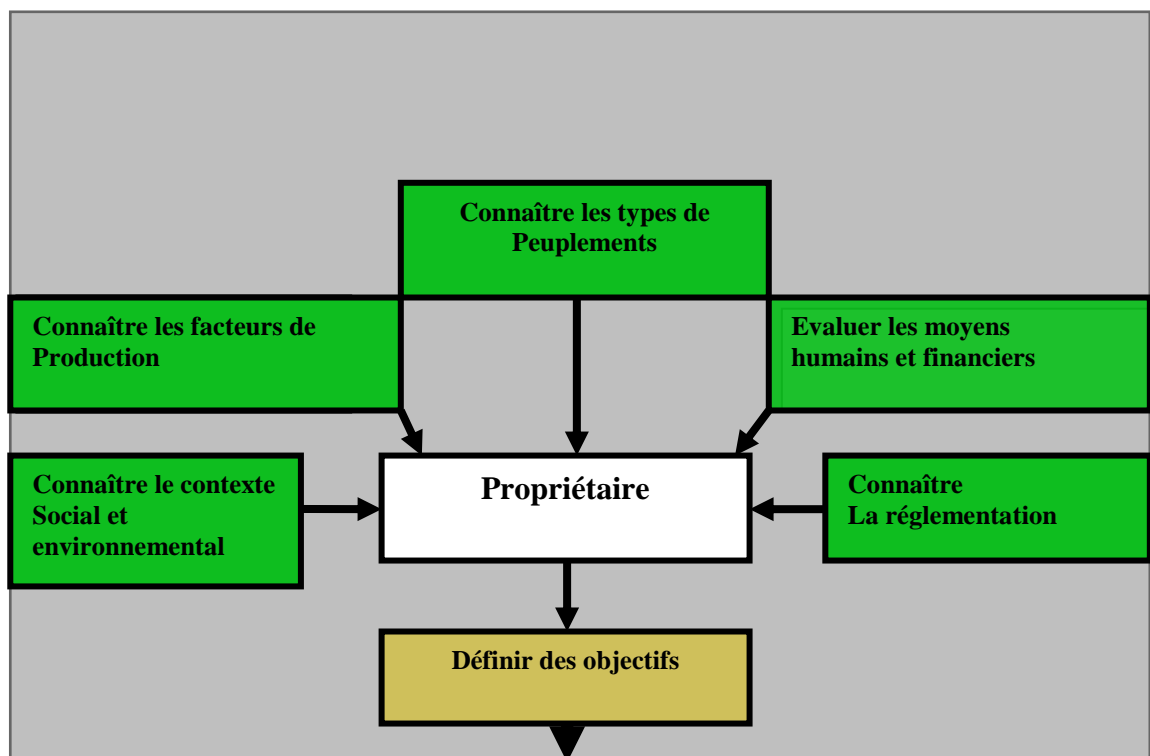 Connaître les types de
Peuplements
Connaître les facteurs de
Production
Evaluer les moyens
humains et financiers
Connaître le contexte
Social et
environnemental
Propriétaire
Connaître
La réglementation
Définir des objectifs